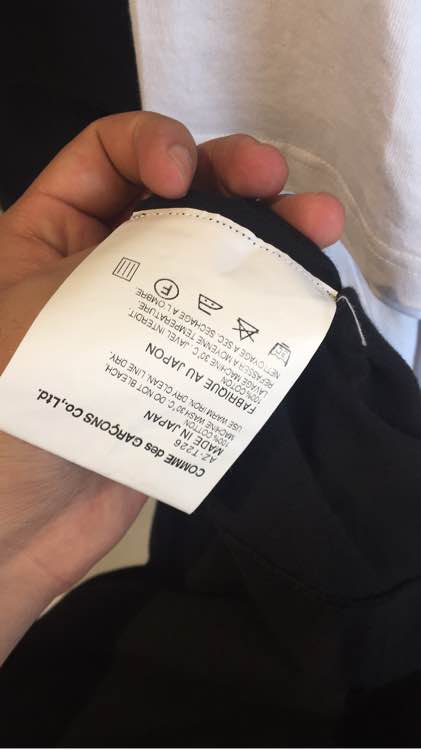 COMME des GARÇONS Co.,Ltd.
AZ-T226
MADE IN JAPAN
100% COTTON
MACHINE WASH 30°C, DO NOT BLEACH,
USE WARM IRON, DRY CLEAN, LINE DRY.
FABRIQUE AU JAPON
100% COTTON
LAVAGE MACHINE 30°C, JAVEL INTERDIT.
REPASSER A MOYENNE TEMPERATURE.
NETOYAGE A SEC, SECHAGE A L'OMBRE.
F